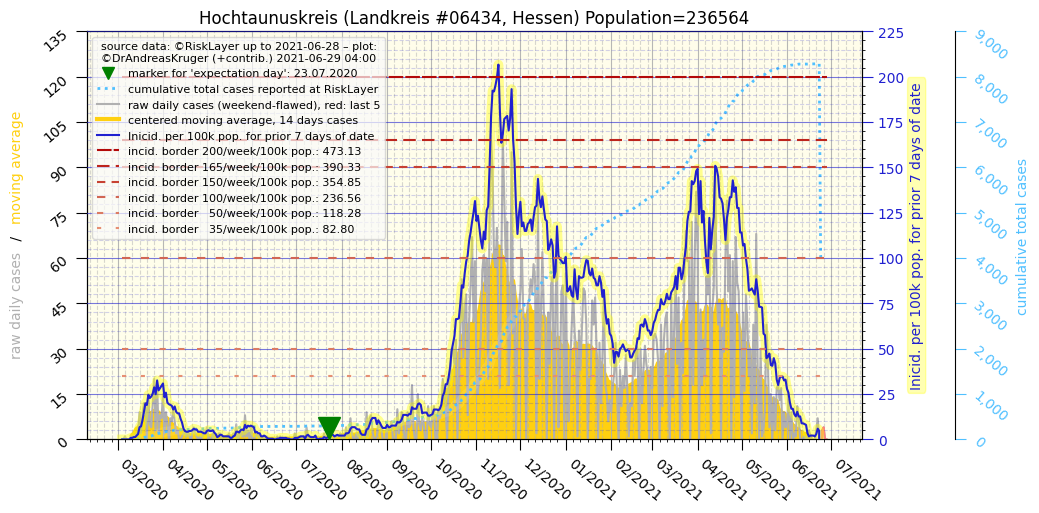 Hochtaunuskreis (Landkreis #06434, Hessen) Population=236564
source data: ©RiskLayer up to 2021-06-28 – plot:
©DrAndreasKruger (+contrib.) 2021-06-29 04:00
marker for 'expectation day': 23.07.2020
cumulative total cases reported at RiskLayer
raw daily cases (weekend-flawed), red: last 5
centered moving average, 14 days cases
Inicid. per 100k pop. for prior 7 days of date
incid. border 200/week/100k pop.: 473.13
incid. border 165/week/100k pop.: 390.33
incid. border 150/week/100k pop.: 354.85
incid. border 100/week/100k pop.: 236.56
incid. border   50/week/100k pop.: 118.28
incid. border   35/week/100k pop.: 82.80
raw daily cases  /  moving average
135
120
105
90
75
60
45
30
15
0
225
200
175
150
125
100
75
50
25
0
Inicid. per 100k pop. for prior 7 days of date
9,000
8,000
7,000
6,000
5,000
4,000
3,000
2,000
1,000
0
cumulative total cases
03/2020
04/2020
05/2020
06/2020
07/2020
08/2020
09/2020
10/2020
11/2020
12/2020
01/2021
02/2021
03/2021
04/2021
05/2021
06/2021
07/2021